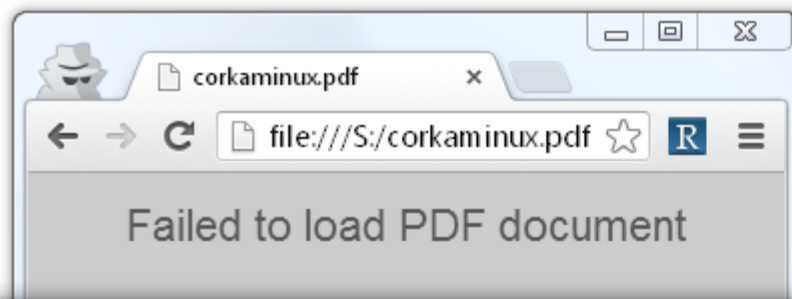 corkaminux.pdf
file:///S:/corkaminux.pdf R
Failed to load PDF document